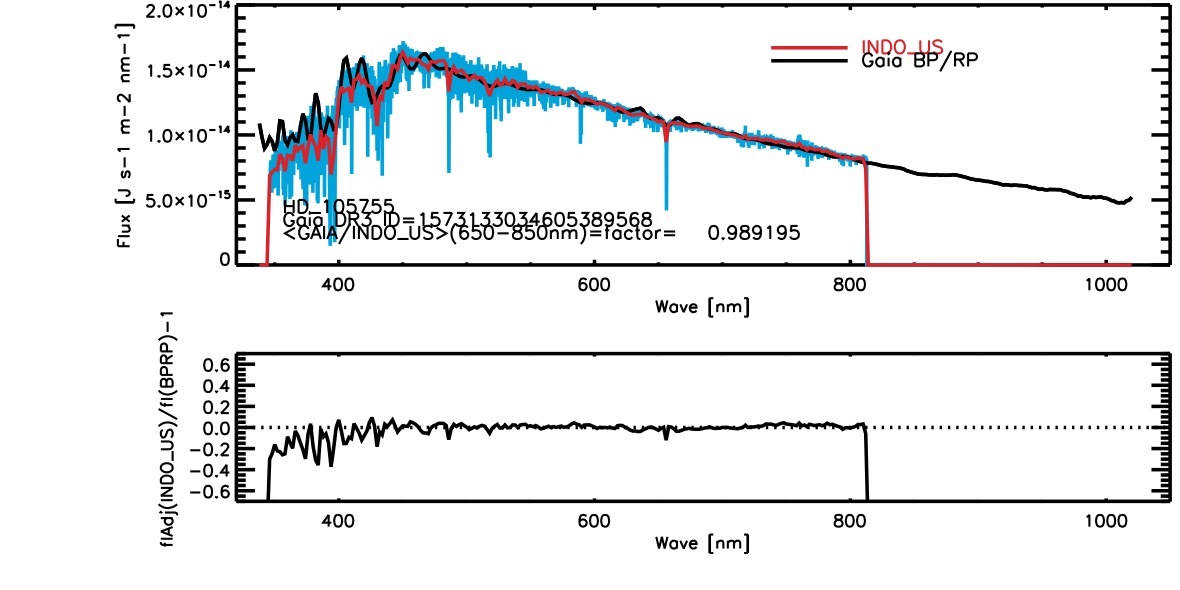 2.0×10⁻¹⁴
1.5×10⁻¹⁴
1.0×10⁻¹⁴
5.0×10⁻¹⁵
0
Flux [J s−1 m−2 nm−1]
INDO_US
Gaia BP/RP
HD_105755
Gaia DR3 ID=1573133034605389568
<GAIA/INDO_US>(650−850nm)=factor= 0.989195
400 600 800 1000
Wave [nm]
flAdj(INDO_US)/fl(BPRP)−1
0.6
0.4
0.2
0.0
−0.2
−0.4
−0.6
400 600 800 1000
Wave [nm]